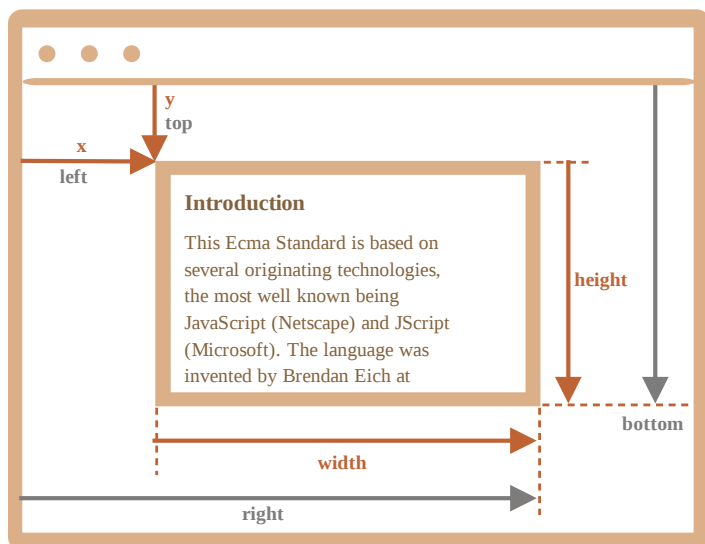 y
top
x
left
Introduction
This Ecma Standard is based on
several originating technologies,
the most well known being
JavaScript (Netscape) and JScript
(Microsoft). The language was
invented by Brendan Eich at
height
bottom
width
right